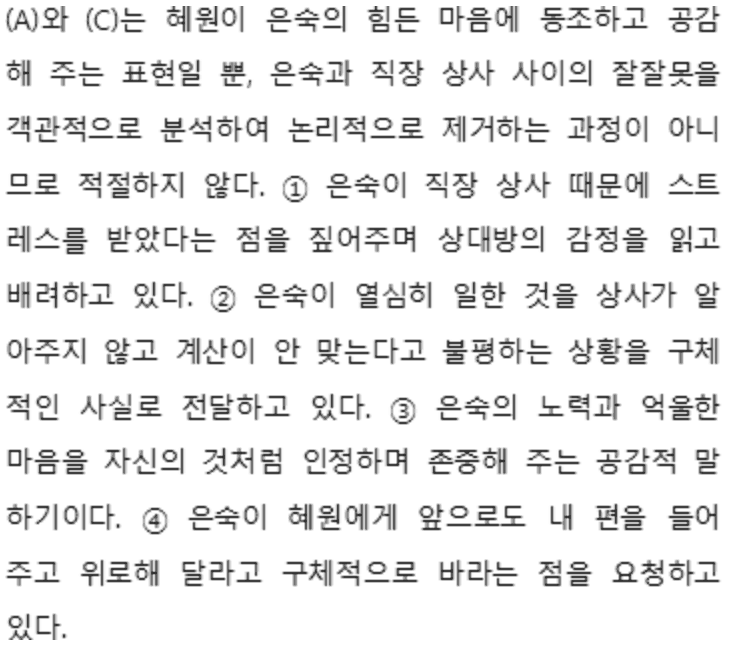 (A)와 (C)는 혜원이 은숙의 힘든 마음에 동조하고 공감
해 주는 표현일 뿐, 은숙과 직장 상사 사이의 잘잘못을
객관적으로 분석하여 논리적으로 제거하는 과정이 아니
므로 적절하지 않다. ① 은숙이 직장 상사 때문에 스트
레스를 받았다는 점을 짚어주며 상대방의 감정을 읽고
배려하고 있다. ② 은숙이 열심히 일한 것을 상사가 알
아주지 않고 계산이 안 맞는다고 불평하는 상황을 구체
적인 사실로 전달하고 있다. ③ 은숙의 노력과 억울한
마음을 자신의 것처럼 인정하며 존중해 주는 공감적 말
하기이다. ④ 은숙이 혜원에게 앞으로도 내 편을 들어
주고 위로해 달라고 구체적으로 바라는 점을 요청하고
있다.